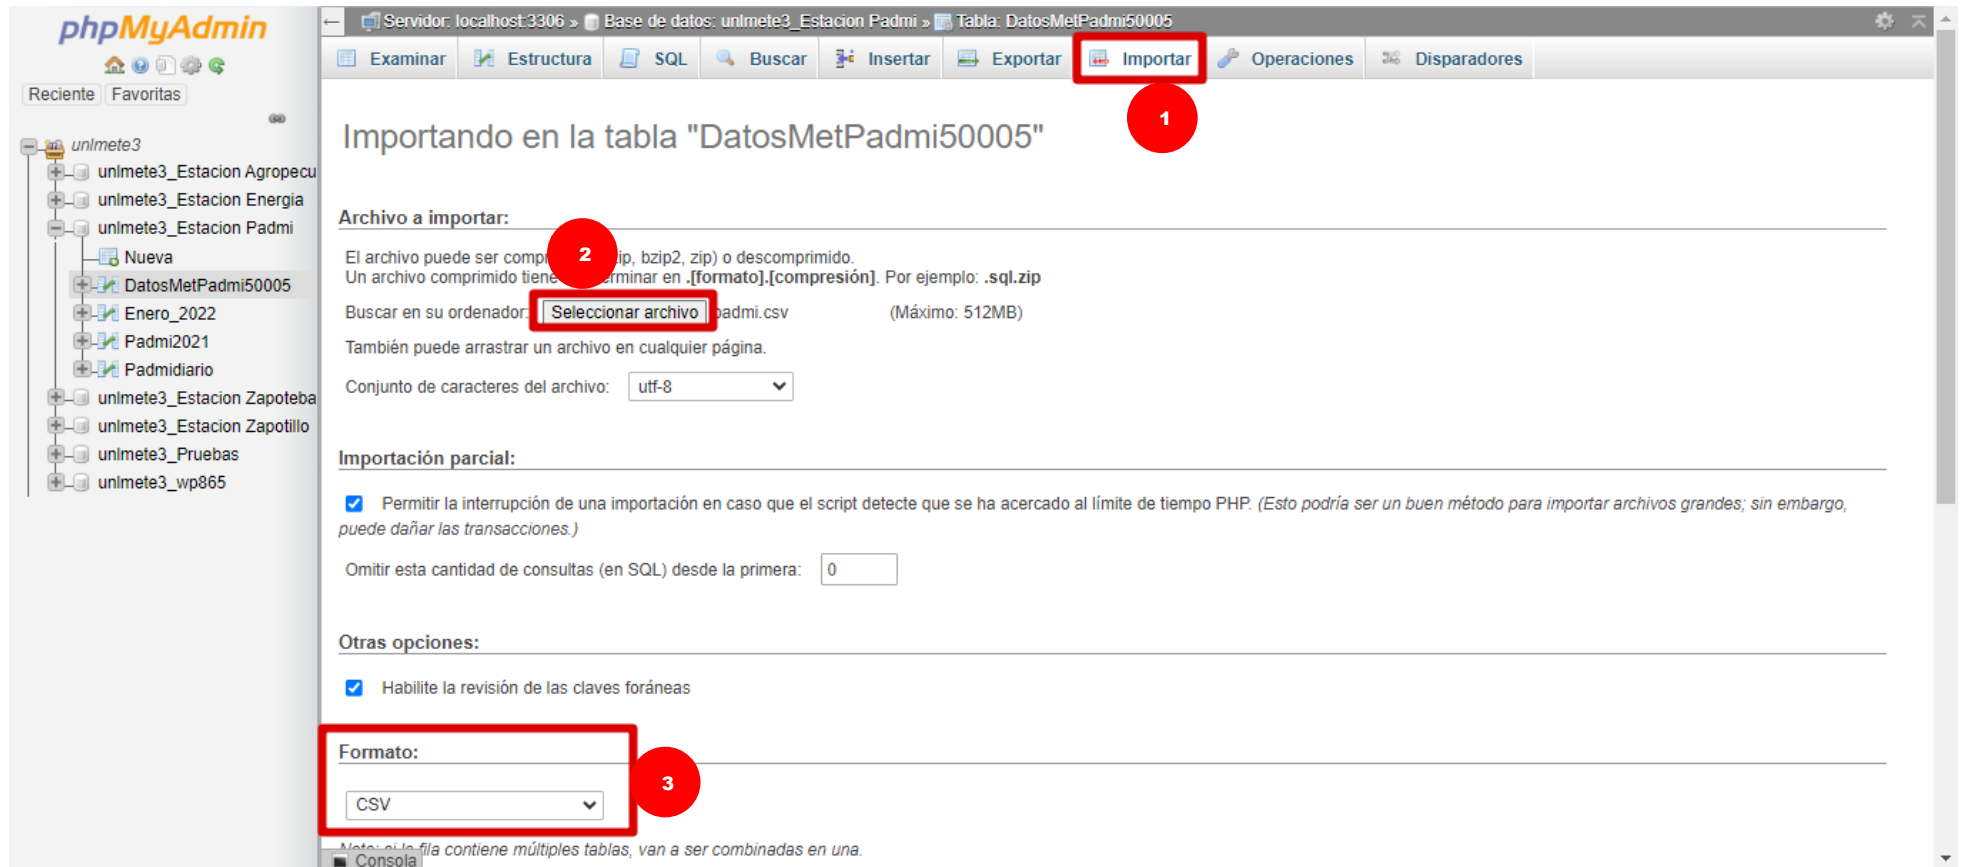 phpMyAdmin
Reciente Favoritas
unlmete3
unlmete3_Estacion Agropecu
unlmete3_Estacion Energia
unlmete3_Estacion Padmi
Nueva
DatosMetPadmi50005
Enero_2022
Padmi2021
Padmidiario
unlmete3_Estacion Zapoteba
unlmete3_Estacion Zapotillo
unlmete3_Pruebas
unlmete3_wp865
← Servidor: localhost:3306 » Base de datos: unlmete3_Estacion Padmi » Tabla: DatosMetPadmi50005
Examinar Estructura SQL Buscar Insertar Exportar Importar Operaciones Disparadores
1
Importando en la tabla "DatosMetPadmi50005"
Archivo a importar:
2
El archivo puede ser ip, bzip2, zip) o descomprimido.
Un archivo comprimido tiene erminar en .[formato].[compresión]. Por ejemplo: .sql.zip
Buscar en su ordenador: Seleccionar archivo padmi.csv (Máximo: 512MB)
También puede arrastrar un archivo en cualquier página.
Conjunto de caracteres del archivo: utf-8
Importación parcial:
Permitir la interrupción de una importación en caso que el script detecte que se ha acercado al límite de tiempo PHP. (Esto podría ser un buen método para importar archivos grandes; sin embargo,
puede dañar las transacciones.)
Omitir esta cantidad de consultas (en SQL) desde la primera: 0
Otras opciones:
Habilite la revisión de las claves foráneas
Formato:
3
CSV
fila contiene múltiples tablas, van a ser combinadas en una.
Consola